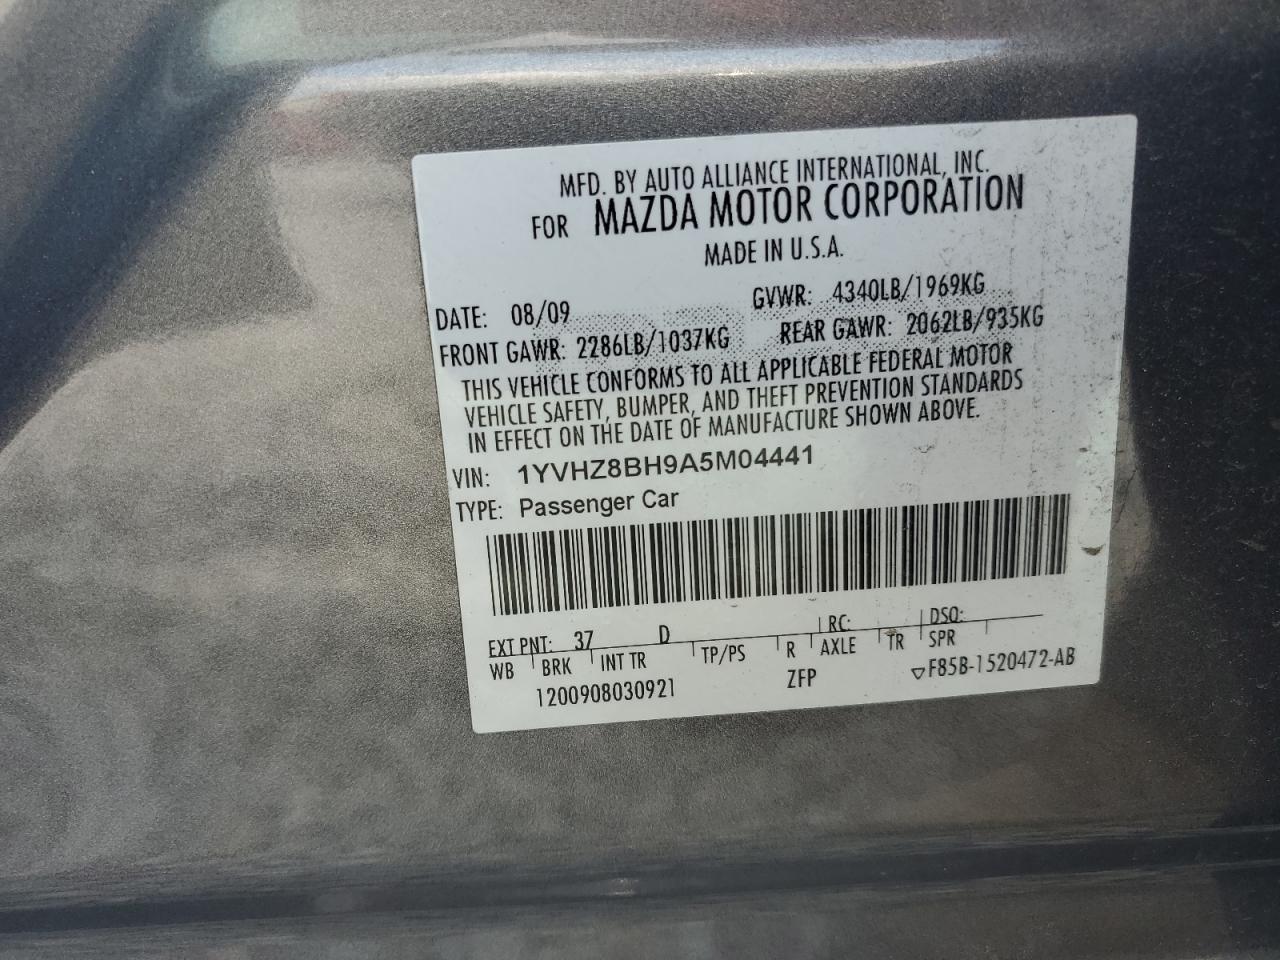 MFD. BY AUTO ALLIANCE INTERNATIONAL, INC.
FOR MAZDA MOTOR CORPORATION
MADE IN U.S.A.
DATE: 08/09 GVWR: 4340LB/1969KG
FRONT GAWR: 2286LB/1037KG REAR GAWR: 2062LB/935KG
THIS VEHICLE CONFORMS TO ALL APPLICABLE FEDERAL MOTOR
VEHICLE SAFETY, BUMPER, AND THEFT PREVENTION STANDARDS
IN EFFECT ON THE DATE OF MANUFACTURE SHOWN ABOVE.
VIN: 1YVHZ8BH9A5M04441
TYPE: Passenger Car
EXT PNT: 37 D RC: DSO:
WB BRK INT TR TP/PS R AXLE TR SPR
1200908030921 ZFP ▽F85B-1520472-AB